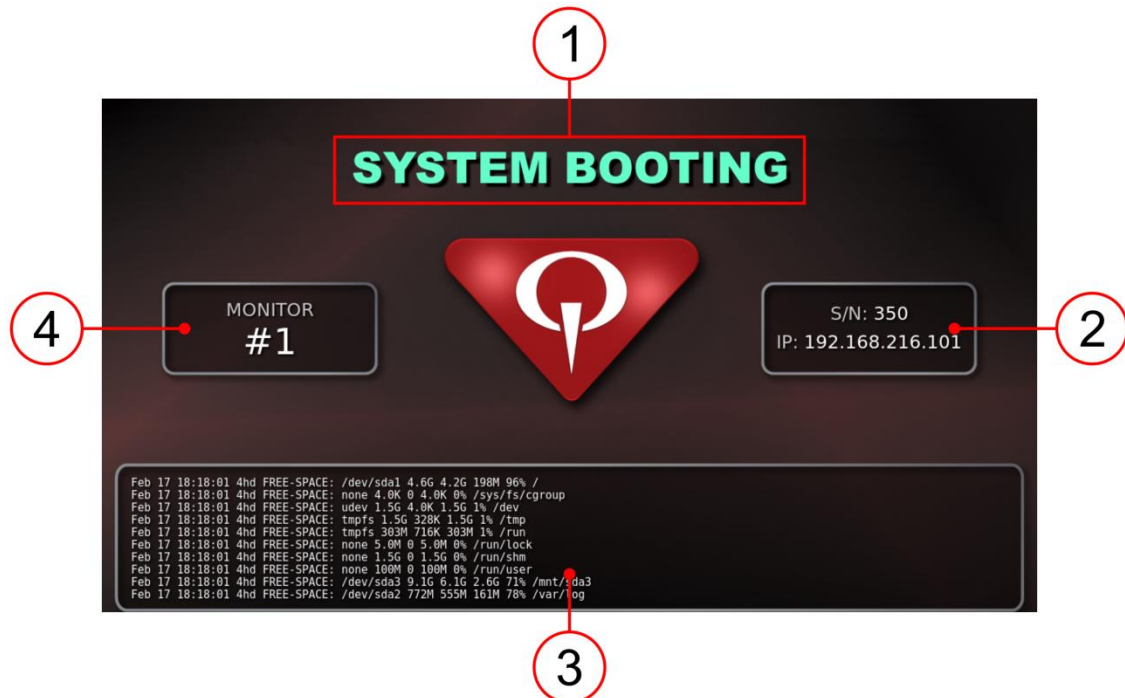 1
SYSTEM BOOTING
4
MONITOR
#1
S/N: 350
IP: 192.168.216.101
2
Feb 17 18:18:01 4hd FREE-SPACE: /dev/sda1 4.6G 4.2G 198M 96% /
Feb 17 18:18:01 4hd FREE-SPACE: none 4.0K 0 4.0K 0% /sys/fs/cgroup
Feb 17 18:18:01 4hd FREE-SPACE: udev 1.5G 4.0K 1.5G 1% /dev
Feb 17 18:18:01 4hd FREE-SPACE: tmpfs 1.5G 328K 1.5G 1% /tmp
Feb 17 18:18:01 4hd FREE-SPACE: tmpfs 303M 716K 303M 1% /run
Feb 17 18:18:01 4hd FREE-SPACE: none 5.0M 0 5.0M 0% /run/lock
Feb 17 18:18:01 4hd FREE-SPACE: none 1.5G 0 1.5G 0% /run/shm
Feb 17 18:18:01 4hd FREE-SPACE: none 100M 0 100M 0% /run/user
Feb 17 18:18:01 4hd FREE-SPACE: /dev/sda3 9.1G 6.1G 2.6G 71% /mnt/sda3
Feb 17 18:18:01 4hd FREE-SPACE: /dev/sda2 772M 555M 161M 78% /var/log
3